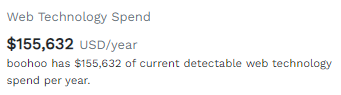 Web Technology Spend
$155,632 USD/year
boohoo has $155,632 of current detectable web technology
spend per year.